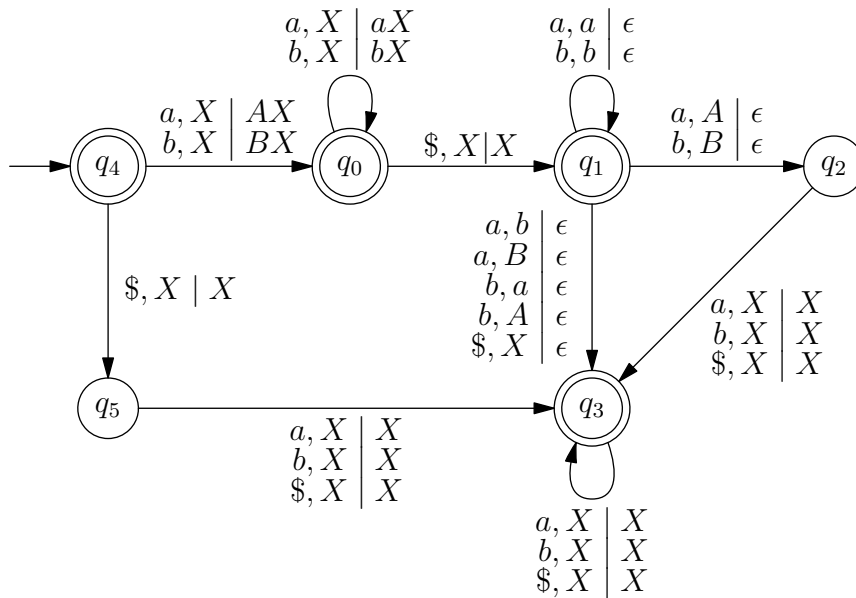 a, X | aX
b, X | bX
a, a | ϵ
b, b | ϵ
a, X | AX
b, X | BX
a, A | ϵ
b, B | ϵ
q₄
q₀
$, X|X
q₁
q₂
a, b | ϵ
a, B | ϵ
b, a | ϵ
b, A | ϵ
$, X | ϵ
$, X | X
a, X | X
b, X | X
$, X | X
q₅
q₃
a, X | X
b, X | X
$, X | X
a, X | X
b, X | X
$, X | X